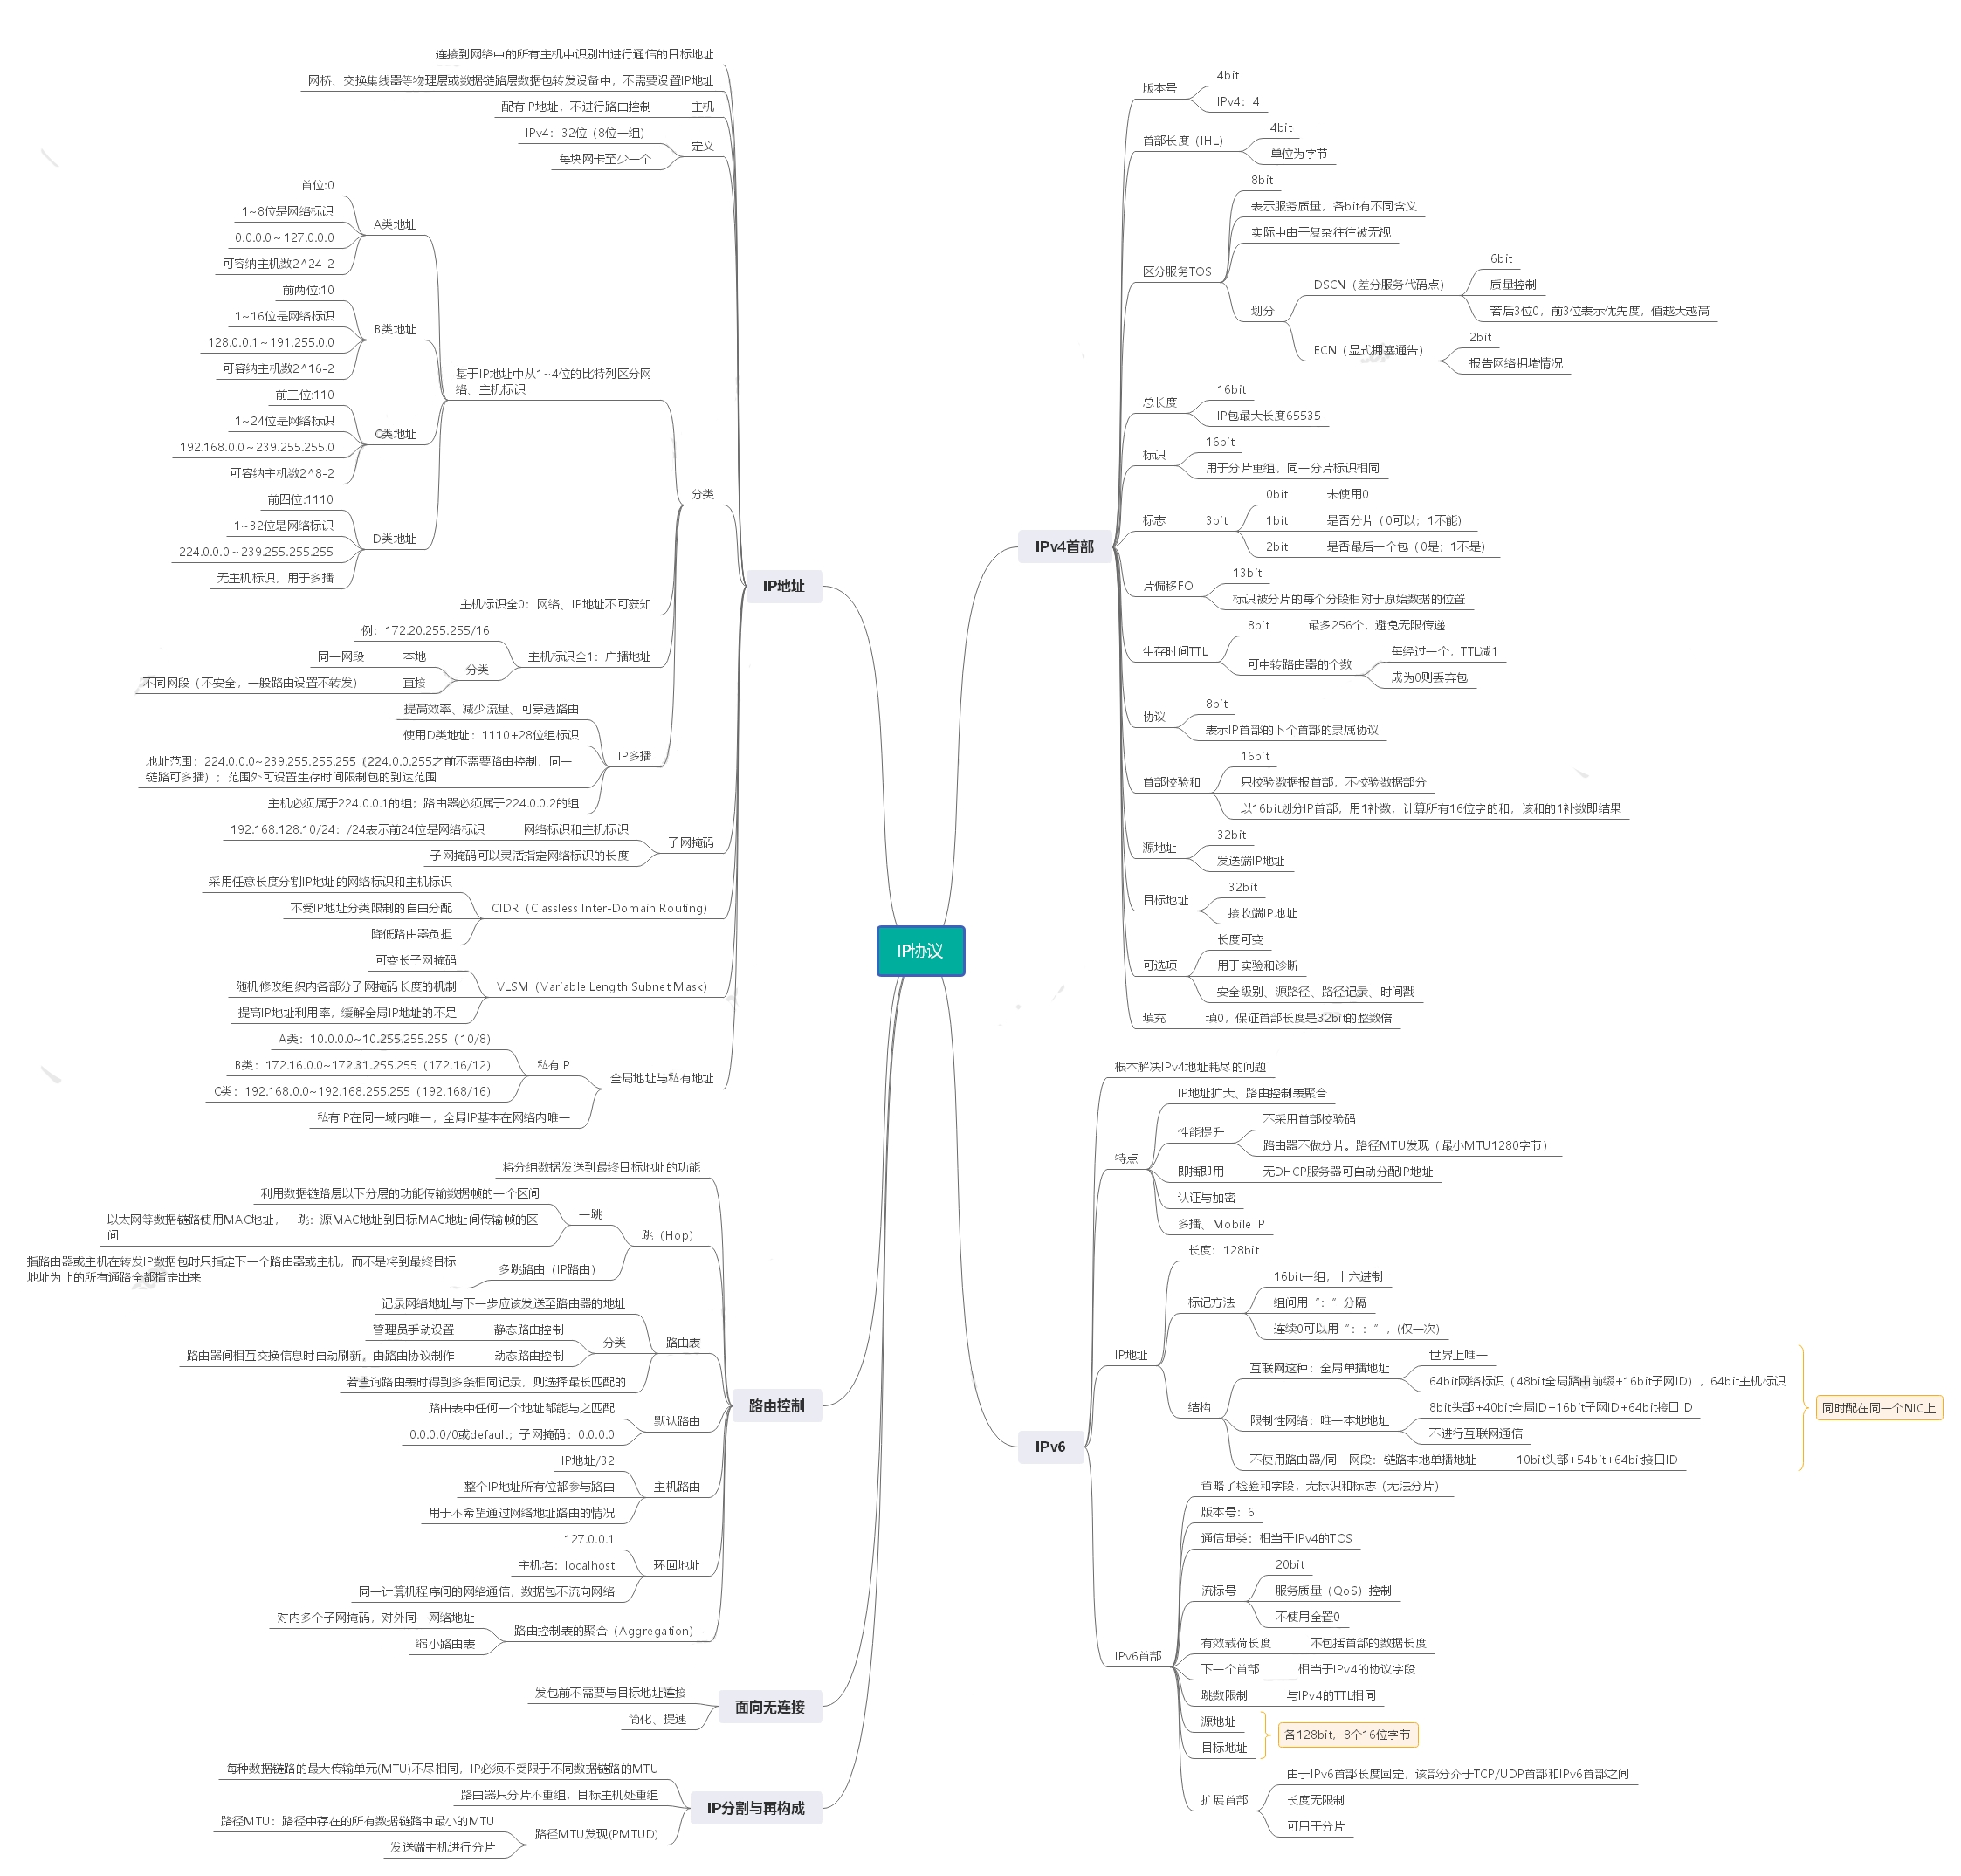 IP协议
IP地址
连接到网络中的所有主机中识别出进行通信的目标地址
网桥、交换集线器等物理层或数据链路层数据包转发设备中，不需要设置IP地址
主机
配有IP地址，不进行路由控制
定义
IPv4：32位（8位一组）
每块网卡至少一个
分类
基于IP地址中从1~4位的比特列区分网
络、主机标识
A类地址
首位:0
1~8位是网络标识
0.0.0.0～127.0.0.0
可容纳主机数2^24-2
B类地址
前两位:10
1~16位是网络标识
128.0.0.1～191.255.0.0
可容纳主机数2^16-2
C类地址
前三位:110
1~24位是网络标识
192.168.0.0～239.255.255.0
可容纳主机数2^8-2
D类地址
前四位:1110
1~32位是网络标识
224.0.0.0～239.255.255.255
无主机标识，用于多播
主机标识全0：网络、IP地址不可获知
主机标识全1：广播地址
例：172.20.255.255/16
分类
本地
同一网段
直接
不同网段（不安全，一般路由设置不转发）
IP多播
提高效率、减少流量、可穿透路由
使用D类地址：1110+28位组标识
地址范围：224.0.0.0~239.255.255.255（224.0.0.255之前不需要路由控制，同一
链路可多播）；范围外可设置生存时间限制包的到达范围
主机必须属于224.0.0.1的组；路由器必须属于224.0.0.2的组
子网掩码
网络标识和主机标识
192.168.128.10/24：/24表示前24位是网络标识
子网掩码可以灵活指定网络标识的长度
CIDR（Classless Inter-Domain Routing）
采用任意长度分割IP地址的网络标识和主机标识
不受IP地址分类限制的自由分配
降低路由器负担
VLSM（Variable Length Subnet Mask）
可变长子网掩码
随机修改组织内各部分子网掩码长度的机制
提高IP地址利用率，缓解全局IP地址的不足
全局地址与私有地址
私有IP
A类：10.0.0.0~10.255.255.255（10/8）
B类：172.16.0.0~172.31.255.255（172.16/12）
C类：192.168.0.0~192.168.255.255（192.168/16）
私有IP在同一域内唯一，全局IP基本在网络内唯一
路由控制
将分组数据发送到最终目标地址的功能
跳（Hop）
一跳
利用数据链路层以下分层的功能传输数据帧的一个区间
以太网等数据链路使用MAC地址，一跳：源MAC地址到目标MAC地址间传输帧的区
间
多跳路由（IP路由）
指路由器或主机在转发IP数据包时只指定下一个路由器或主机，而不是将到最终目标
地址为止的所有通路全都指定出来
路由表
记录网络地址与下一步应该发送至路由器的地址
分类
静态路由控制
管理员手动设置
动态路由控制
路由器间相互交换信息时自动刷新，由路由协议制作
若查询路由表时得到多条相同记录，则选择最长匹配的
默认路由
路由表中任何一个地址都能与之匹配
0.0.0.0/0或default；子网掩码：0.0.0.0
主机路由
IP地址/32
整个IP地址所有位都参与路由
用于不希望通过网络地址路由的情况
环回地址
127.0.0.1
主机名：localhost
同一计算机程序间的网络通信，数据包不流向网络
路由控制表的聚合（Aggregation）
对内多个子网掩码，对外同一网络地址
缩小路由表
面向无连接
发包前不需要与目标地址连接
简化、提速
IP分割与再构成
每种数据链路的最大传输单元(MTU)不尽相同，IP必须不受限于不同数据链路的MTU
路由器只分片不重组，目标主机处重组
路径MTU发现(PMTUD)
路径MTU：路径中存在的所有数据链路中最小的MTU
发送端主机进行分片
IPv4首部
版本号
4bit
IPv4：4
首部长度（IHL）
4bit
单位为字节
区分服务TOS
8bit
表示服务质量，各bit有不同含义
实际中由于复杂往往被无视
划分
DSCN（差分服务代码点）
6bit
质量控制
若后3位0，前3位表示优先度，值越大越高
ECN（显式拥塞通告）
2bit
报告网络拥堵情况
总长度
16bit
IP包最大长度65535
标识
16bit
用于分片重组，同一分片标识相同
标志
3bit
0bit
未使用0
1bit
是否分片（0可以；1不能）
2bit
是否最后一个包（0是；1不是）
片偏移FO
13bit
标识被分片的每个分段相对于原始数据的位置
生存时间TTL
8bit
最多256个，避免无限传递
可中转路由器的个数
每经过一个，TTL减1
成为0则丢弃包
协议
8bit
表示IP首部的下个首部的隶属协议
首部校验和
16bit
只校验数据报首部，不校验数据部分
以16bit划分IP首部，用1补数，计算所有16位字的和，该和的1补数即结果
源地址
32bit
发送端IP地址
目标地址
32bit
接收端IP地址
可选项
长度可变
用于实验和诊断
安全级别、源路径、路径记录、时间戳
填充
填0，保证首部长度是32bit的整数倍
IPv6
根本解决IPv4地址耗尽的问题
特点
IP地址扩大、路由控制表聚合
性能提升
不采用首部校验码
路由器不做分片。路径MTU发现（最小MTU1280字节）
即插即用
无DHCP服务器可自动分配IP地址
认证与加密
多播、Mobile IP
IP地址
长度：128bit
标记方法
16bit一组，十六进制
组间用“：”分隔
连续0可以用“：：”，(仅一次)
结构
互联网这种：全局单播地址
世界上唯一
64bit网络标识（48bit全局路由前缀+16bit子网ID），64bit主机标识
限制性网络：唯一本地地址
8bit头部+40bit全局ID+16bit子网ID+64bit接口ID
不进行互联网通信
不使用路由器/同一网段：链路本地单播地址
10bit头部+54bit+64bit接口ID
同时配在同一个NIC上
IPv6首部
省略了检验和字段，无标识和标志（无法分片）
版本号：6
通信量类：相当于IPv4的TOS
流标号
20bit
服务质量（QoS）控制
不使用全置0
有效载荷长度
不包括首部的数据长度
下一个首部
相当于IPv4的协议字段
跳数限制
与IPv4的TTL相同
源地址
目标地址
各128bit，8个16位字节
扩展首部
由于IPv6首部长度固定，该部分介于TCP/UDP首部和IPv6首部之间
长度无限制
可用于分片